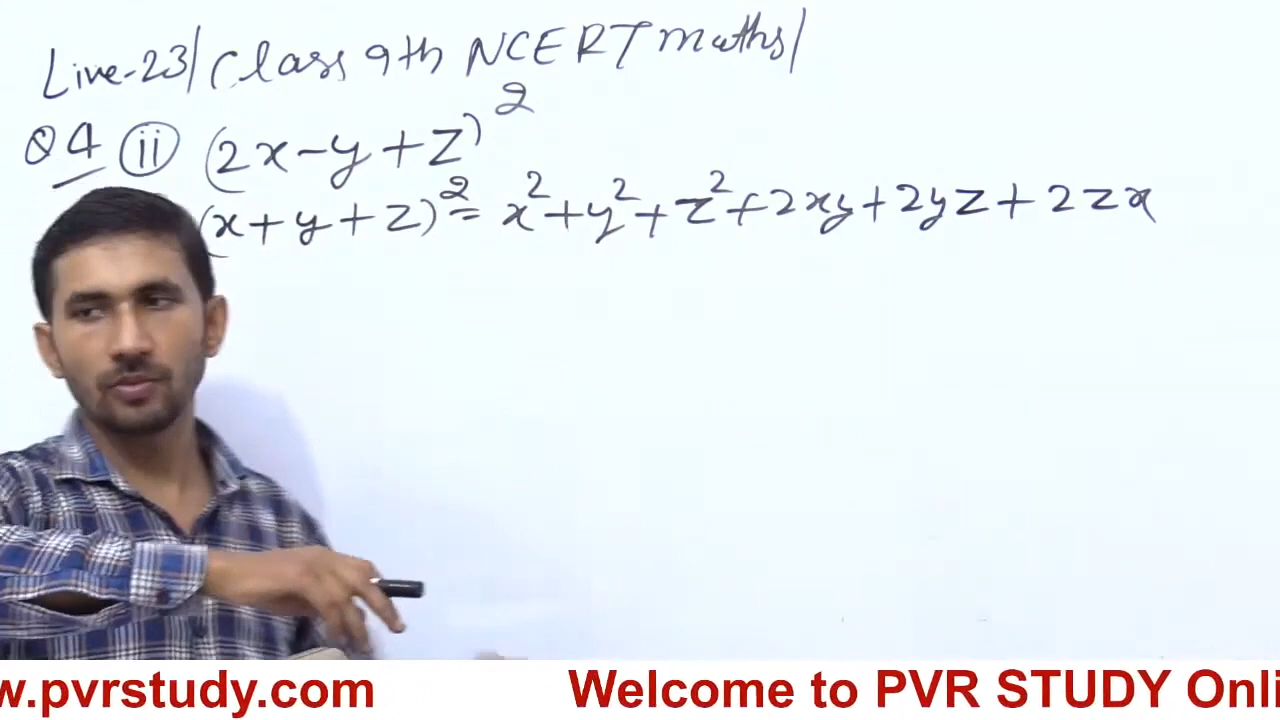 Live-23/Class 9th NCERT maths/
Q4 (ii) (2x-y+z)²
(x+y+z)² = x²+y²+z²+2xy+2yz+2zx
w.pvrstudy.com Welcome to PVR STUDY Onli